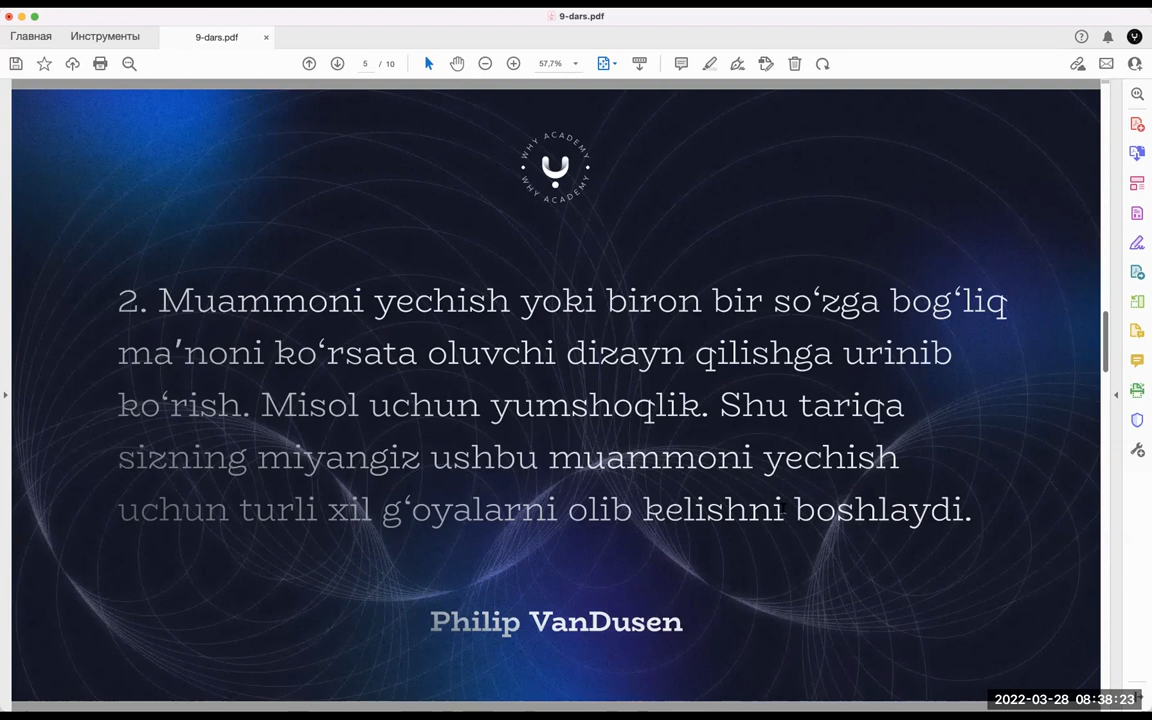 9-dars.pdf
Главная Инструменты 9-dars.pdf ×
5 / 10 57,7%
WHY ACADEMY
WHY ACADEMY
2. Muammoni yechish yoki biron bir so‘zga bog‘liq
ma'noni ko‘rsata oluvchi dizayn qilishga urinib
ko‘rish. Misol uchun yumshoqlik. Shu tariqa
sizning miyangiz ushbu muammoni yechish
uchun turli xil g‘oyalarni olib kelishni boshlaydi.
Philip VanDusen
2022-03-28 08:38:23